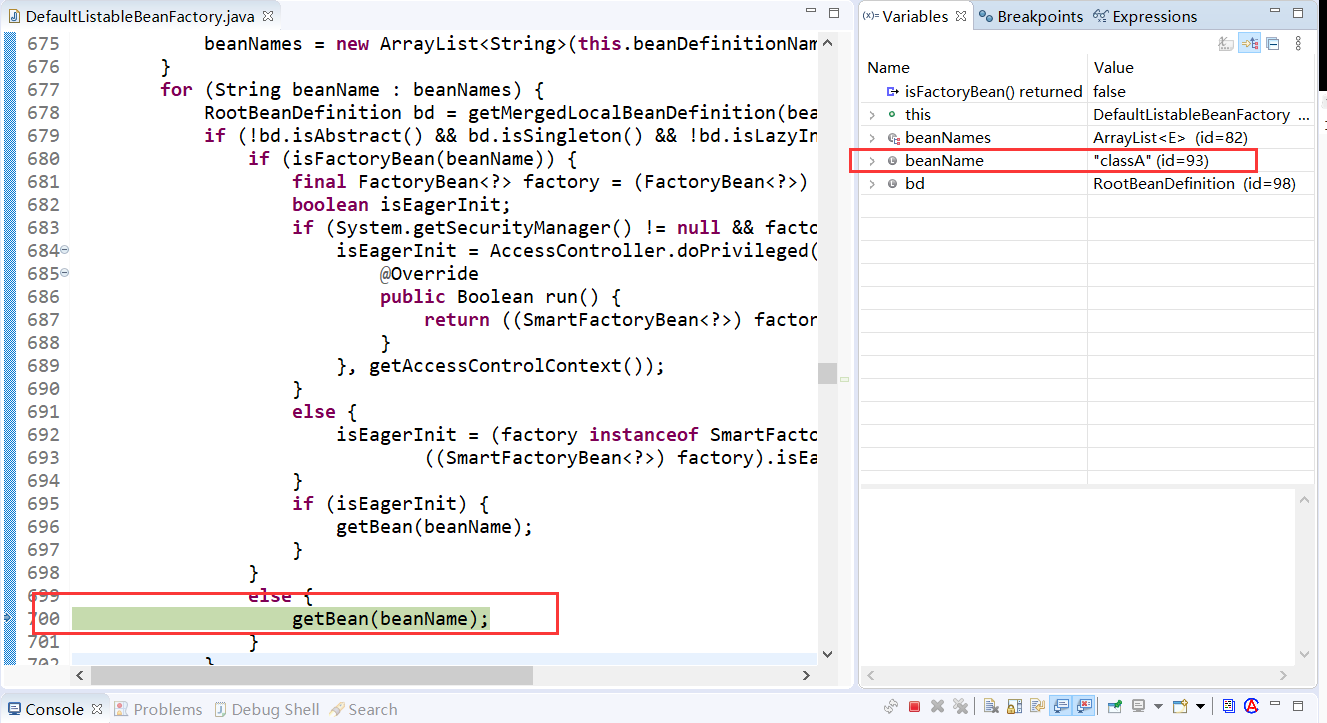 DefaultListableBeanFactory.java
675 beanNames = new ArrayList<String>(this.beanDefinitionNam
676 }
677 for (String beanName : beanNames) {
678 RootBeanDefinition bd = getMergedLocalBeanDefinition(bea
679 if (!bd.isAbstract() && bd.isSingleton() && !bd.isLazyIn
680 if (isFactoryBean(beanName)) {
681 final FactoryBean<?> factory = (FactoryBean<?>)
682 boolean isEagerInit;
683 if (System.getSecurityManager() != null && facto
684 isEagerInit = AccessController.doPrivileged(
685 @Override
686 public Boolean run() {
687 return ((SmartFactoryBean<?>) factor
688 }
689 }, getAccessControlContext());
690 }
691 else {
692 isEagerInit = (factory instanceof SmartFacto
693 ((SmartFactoryBean<?>) factory).isEa
694 }
695 if (isEagerInit) {
696 getBean(beanName);
697 }
698 }
699 else {
700 getBean(beanName);
701 }
702 }
(x)= Variables Breakpoints Expressions
Name Value
isFactoryBean() returned false
this DefaultListableBeanFactory ...
beanNames ArrayList<E> (id=82)
beanName "classA" (id=93)
bd RootBeanDefinition (id=98)
Console Problems Debug Shell Search